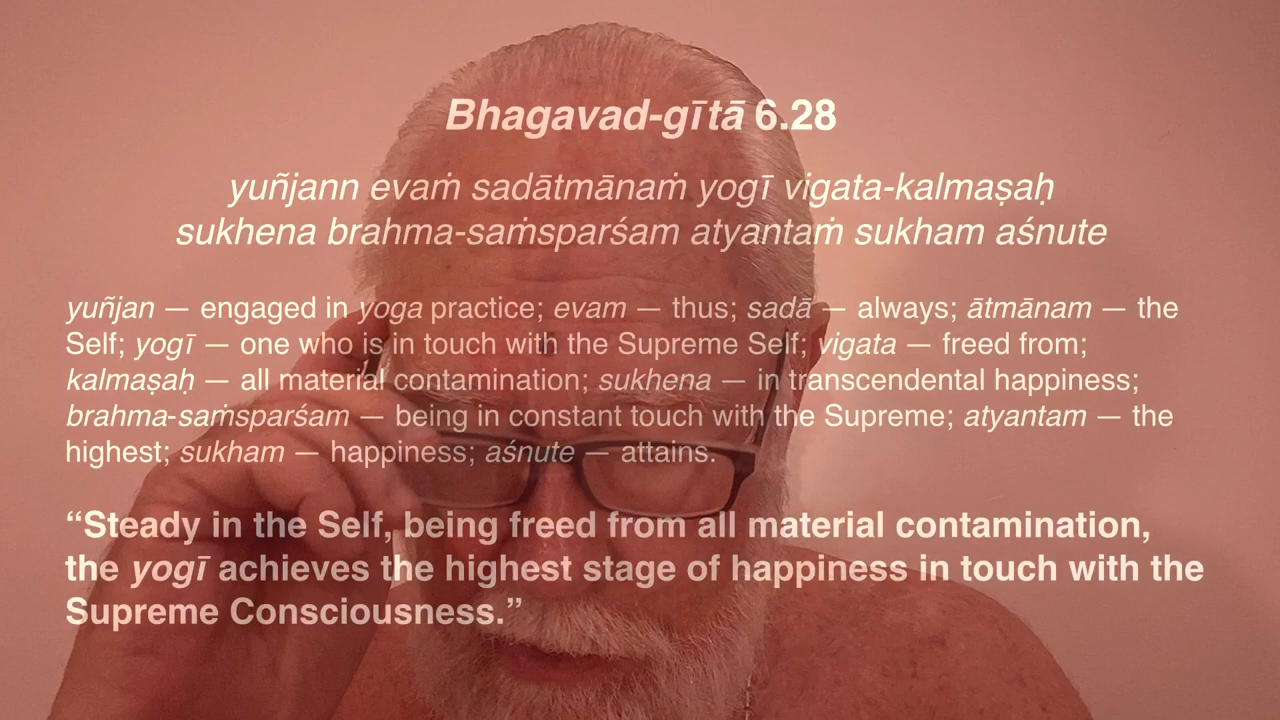 Bhagavad-gītā 6.28
yuñjann evaṁ sadātmānaṁ yogī vigata-kalmaṣaḥ
sukhena brahma-saṁsparśam atyantaṁ sukham aśnute
yuñjan — engaged in yoga practice; evam — thus; sadā — always; ātmānam — the
Self; yogī — one who is in touch with the Supreme Self; vigata — freed from;
kalmaṣaḥ — all material contamination; sukhena — in transcendental happiness;
brahma-saṁsparśam — being in constant touch with the Supreme; atyantam — the
highest; sukham — happiness; aśnute — attains.
“Steady in the Self, being freed from all material contamination,
the yogī achieves the highest stage of happiness in touch with the
Supreme Consciousness.”